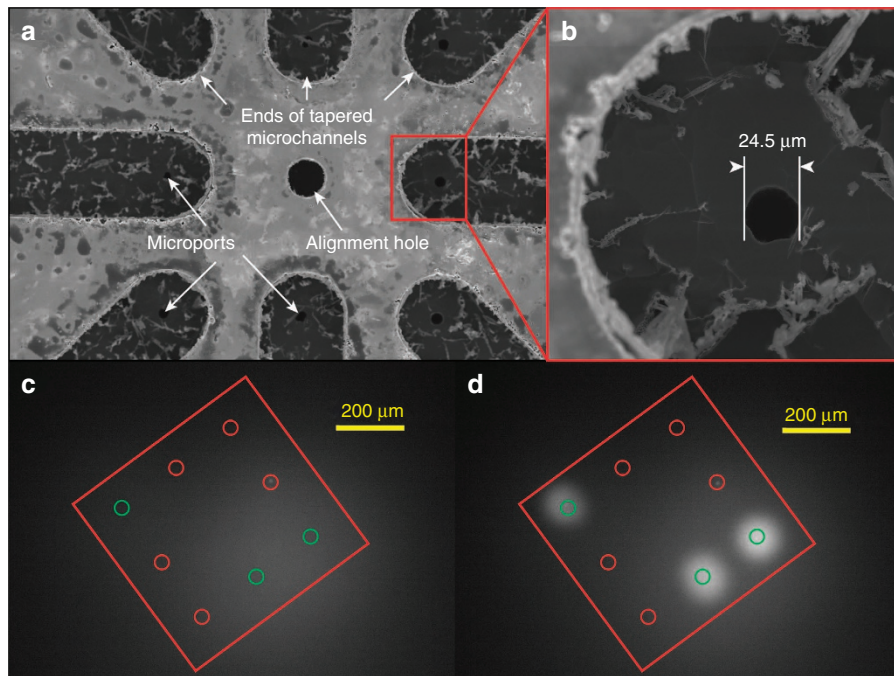 a
Ends of tapered
microchannels
Microports
Alignment hole
b
24.5 µm
c
200 µm
d
200 µm